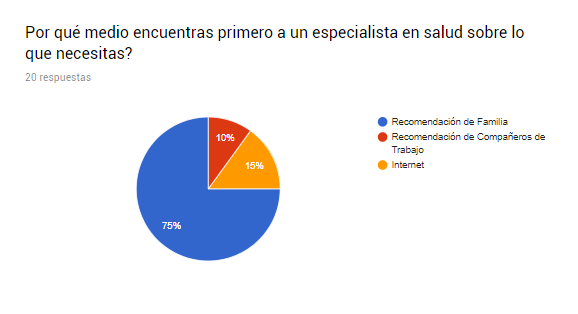 Por qué medio encuentras primero a un especialista en salud sobre lo
que necesitas?
20 respuestas
10%
15%
75%
Recomendación de Familia
Recomendación de Compañeros de
Trabajo
Internet